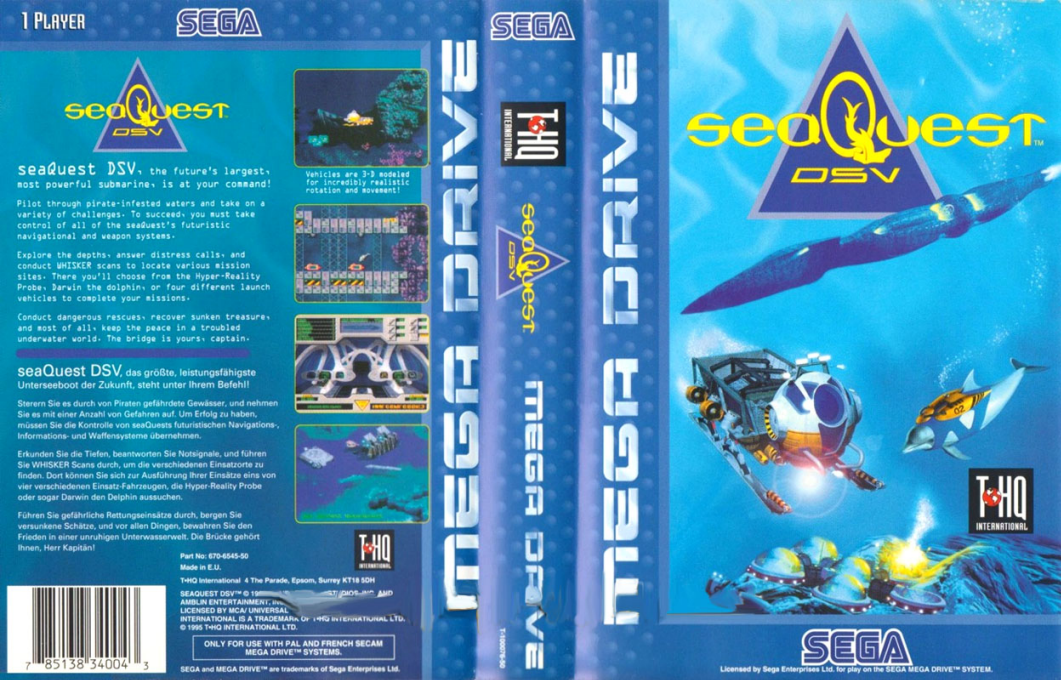 1 PLAYER
SEGA
seaQuest
DSV
seaQuest DSV, the future's largest,
most powerful submarine, is at your command!
Pilot through pirate-infested waters and take on a
variety of challenges. To succeed, you must take
control of all of the seaQuest's futuristic
navigational and weapon systems.
Explore the depths, answer distress calls, and
conduct WHISKER scans to locate various mission
sites. There you'll choose from the Hyper-Reality
Probe, Darwin the dolphin, or four different launch
vehicles to complete your missions.
Conduct dangerous rescues, recover sunken treasure,
and most of all, keep the peace in a troubled
underwater world. The bridge is yours, captain.
seaQuest DSV, das größte, leistungsfähigste
Unterseeboot der Zukunft, steht unter Ihrem Befehl!
Steren Sie es durch von Piraten gefährdete Gewässer, und nehmen
Sie es mit einer Anzahl von Gefahren auf. Um Erfolg zu haben,
müssen Sie die Kontrolle von seaQuests futuristischen Navigations-,
Informations- und Waffensysteme übernehmen.
Erkunden Sie die Tiefen, beantworten Sie Notsignale, und führen
Sie WHISKER Scans durch, um die verschiedenen Einsatzorte zu
finden. Dort können Sie sich zur Ausführung Ihrer Einsätze eins von
vier verschiedenen Einsatz-Fahrzeugen, die Hyper-Reality Probe
oder sogar Darwin den Delphin aussuchen.
Führen Sie gefährliche Rettungseinsätze durch, bergen Sie
versunkene Schätze, und vor allen Dingen, bewahren Sie den
Frieden in einer unruhigen Unterwasserwelt. Die Brücke gehört
Ihnen, Herr Kapitän!
Vehicles are 3-D modeled
for incredibly realistic
rotation and movement!
T•HQ
INTERNATIONAL
Part No: 670-6545-50
Made in E.U.
T•HQ International 4 The Parade, Epsom, Surrey KT18 5DH
SEAQUEST DSV™ © STUDIOS, INC. AND
AMBLIN ENTERTAINMENT,
LICENSED BY MCA/ UNIVERSAL
INTERNATIONAL IS A TRADEMARK OF T•HQ INTERNATIONAL LTD.
© 1995 T•HQ INTERNATIONAL LTD.
ONLY FOR USE WITH PAL AND FRENCH SECAM
MEGA DRIVE™ SYSTEMS.
SEGA and MEGA DRIVE™ are trademarks of Sega Enterprises Ltd.
7 85138 34004 3
MEGA DRIVE
SEGA
T•HQ
INTERNATIONAL
seaQuest
DSV
MEGA DRIVE
T-100076-50
MEGA DRIVE
seaQuest™
DSV
02
T•HQ
INTERNATIONAL
SEGA
Licensed by Sega Enterprises Ltd. for play on the SEGA MEGA DRIVE™ SYSTEM.